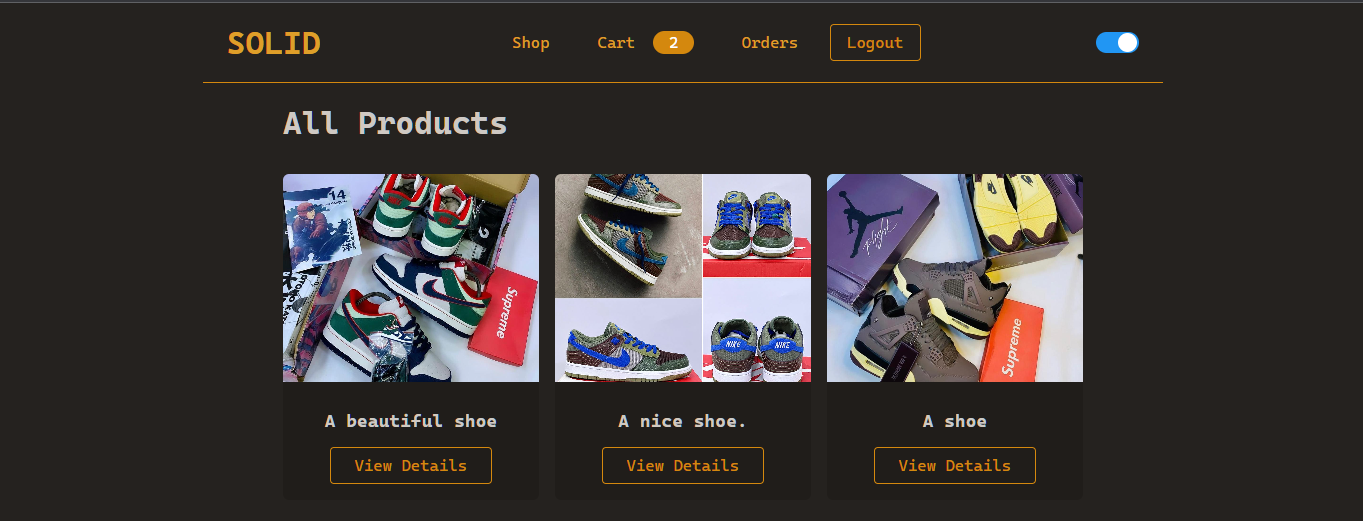 SOLID
Shop
Cart 2
Orders
Logout
All Products
14
Supreme
NIKE
NIKE
flight
Supreme
A beautiful shoe
A nice shoe.
A shoe
View Details
View Details
View Details